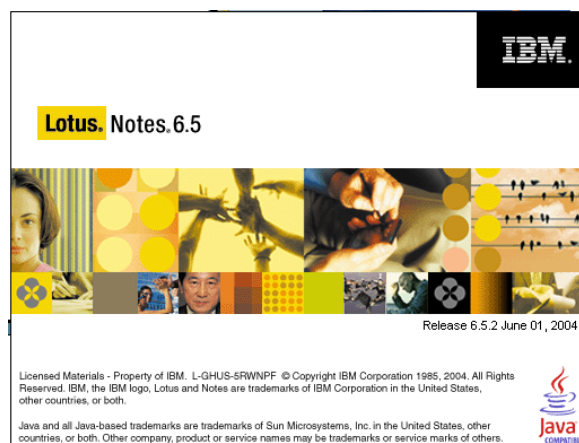 IBM.
Lotus. Notes. 6.5
Release 6.5.2 June 01, 2004
Licensed Materials - Property of IBM. L-GHUS-5RWNPF © Copyright IBM Corporation 1985, 2004. All Rights
Reserved. IBM, the IBM logo, Lotus and Notes are trademarks of IBM Corporation in the United States,
other countries, or both.
Java and all Java-based trademarks are trademarks of Sun Microsystems, Inc. in the United States, other
countries, or both. Other company, product or service names may be trademarks or service marks of others.
Java
COMPATIBLE